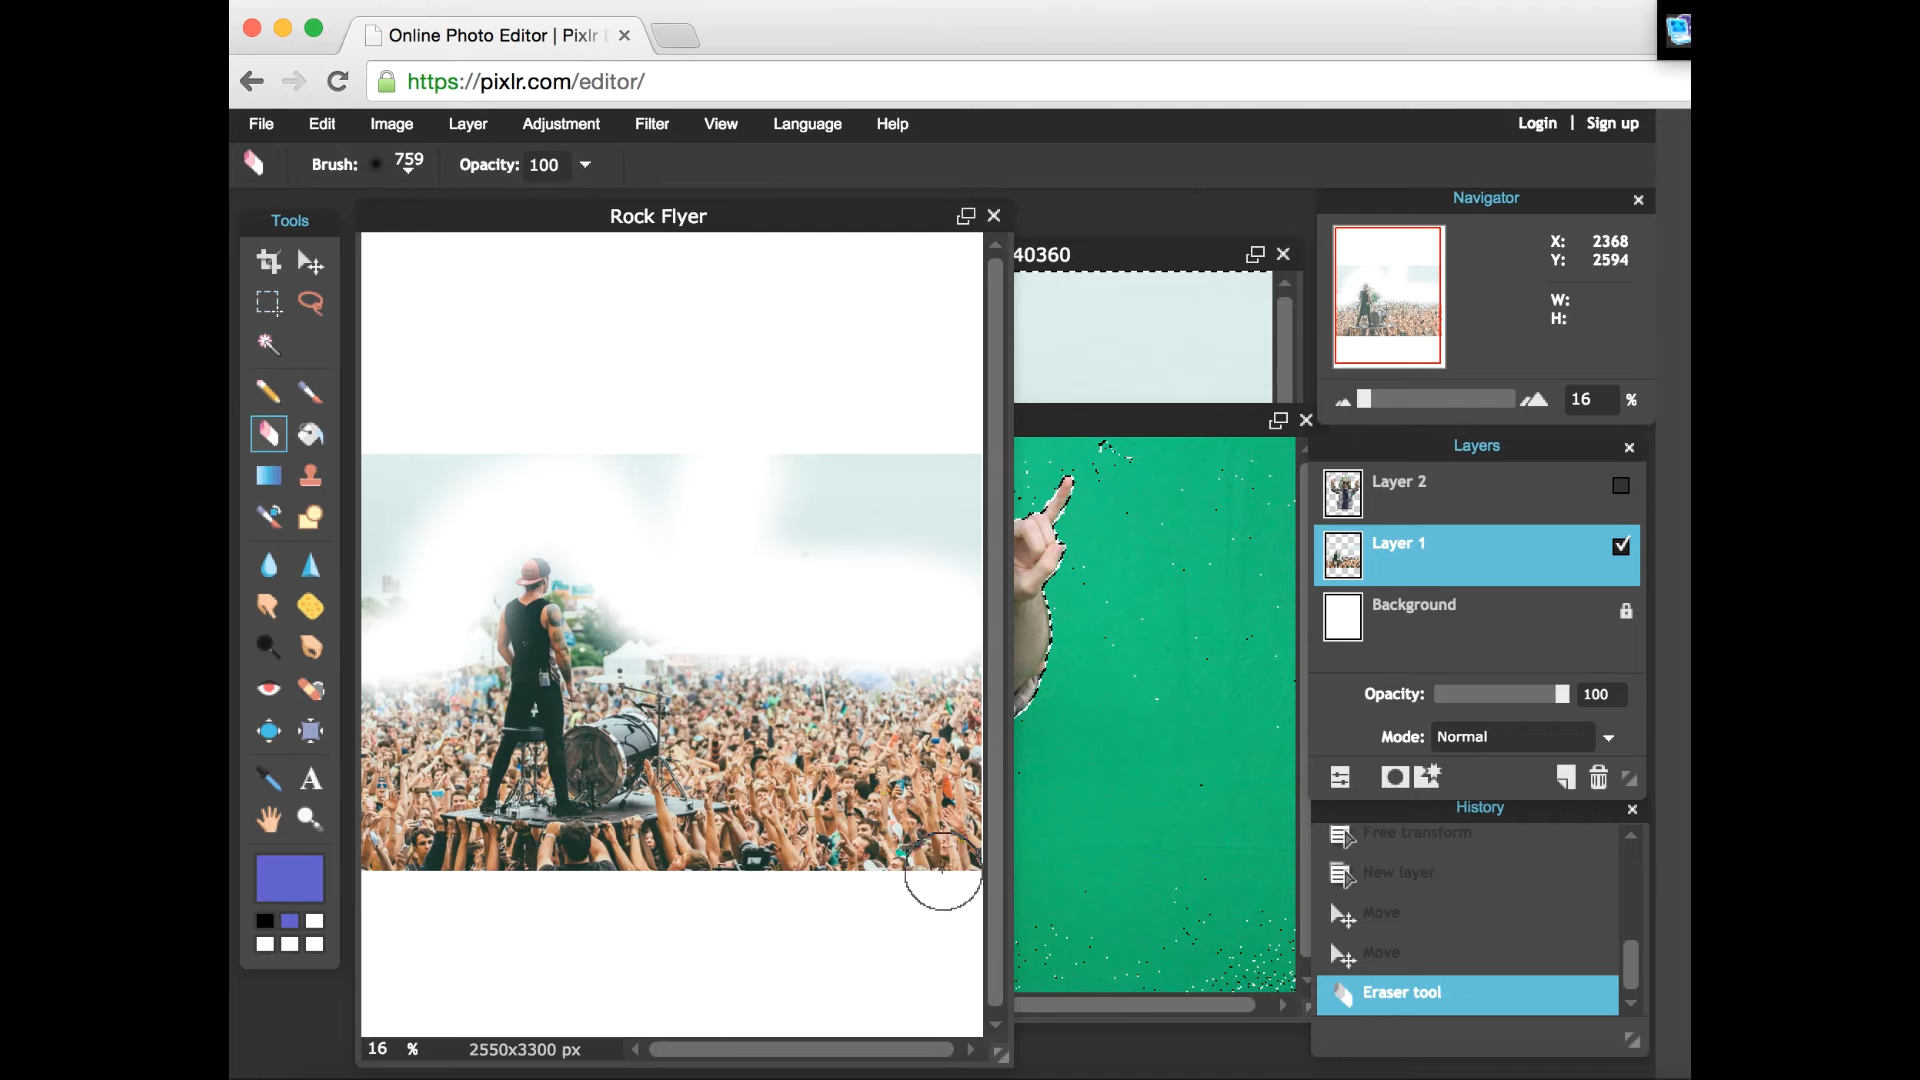 Online Photo Editor | Pixlr
https://pixlr.com/editor/
File Edit Image Layer Adjustment Filter View Language Help
Login | Sign up
Brush: 759 Opacity: 100
Tools
Rock Flyer
40360
Navigator
X: 2368
Y: 2594
W:
H:
16 %
Layers
Layer 2
Layer 1
Background
Opacity: 100
Mode: Normal
History
Free transform
New layer
Move
Move
Eraser tool
16 % 2550x3300 px